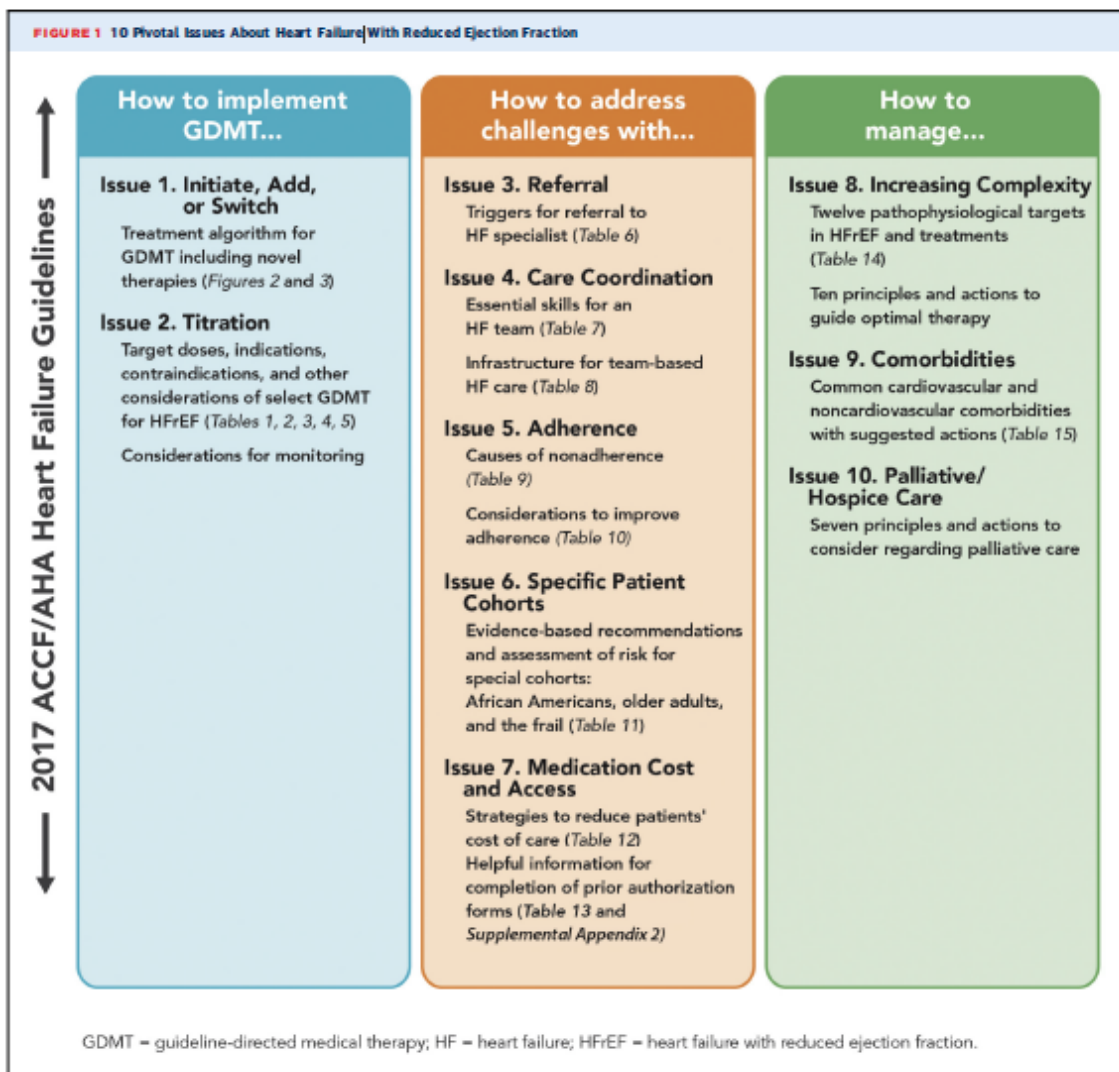 FIGURE 1 10 Pivotal Issues About Heart Failure With Reduced Ejection Fraction
2017 ACCF/AHA Heart Failure Guidelines
How to implement
GDMT...
Issue 1. Initiate, Add,
or Switch
Treatment algorithm for
GDMT including novel
therapies (Figures 2 and 3)
Issue 2. Titration
Target doses, indications,
contraindications, and other
considerations of select GDMT
for HFrEF (Tables 1, 2, 3, 4, 5)
Considerations for monitoring
How to address
challenges with...
Issue 3. Referral
Triggers for referral to
HF specialist (Table 6)
Issue 4. Care Coordination
Essential skills for an
HF team (Table 7)
Infrastructure for team-based
HF care (Table 8)
Issue 5. Adherence
Causes of nonadherence
(Table 9)
Considerations to improve
adherence (Table 10)
Issue 6. Specific Patient
Cohorts
Evidence-based recommendations
and assessment of risk for
special cohorts:
African Americans, older adults,
and the frail (Table 11)
Issue 7. Medication Cost
and Access
Strategies to reduce patients'
cost of care (Table 12)
Helpful information for
completion of prior authorization
forms (Table 13 and
Supplemental Appendix 2)
How to
manage...
Issue 8. Increasing Complexity
Twelve pathophysiological targets
in HFrEF and treatments
(Table 14)
Ten principles and actions to
guide optimal therapy
Issue 9. Comorbidities
Common cardiovascular and
noncardiovascular comorbidities
with suggested actions (Table 15)
Issue 10. Palliative/
Hospice Care
Seven principles and actions to
consider regarding palliative care
GDMT = guideline-directed medical therapy; HF = heart failure; HFrEF = heart failure with reduced ejection fraction.